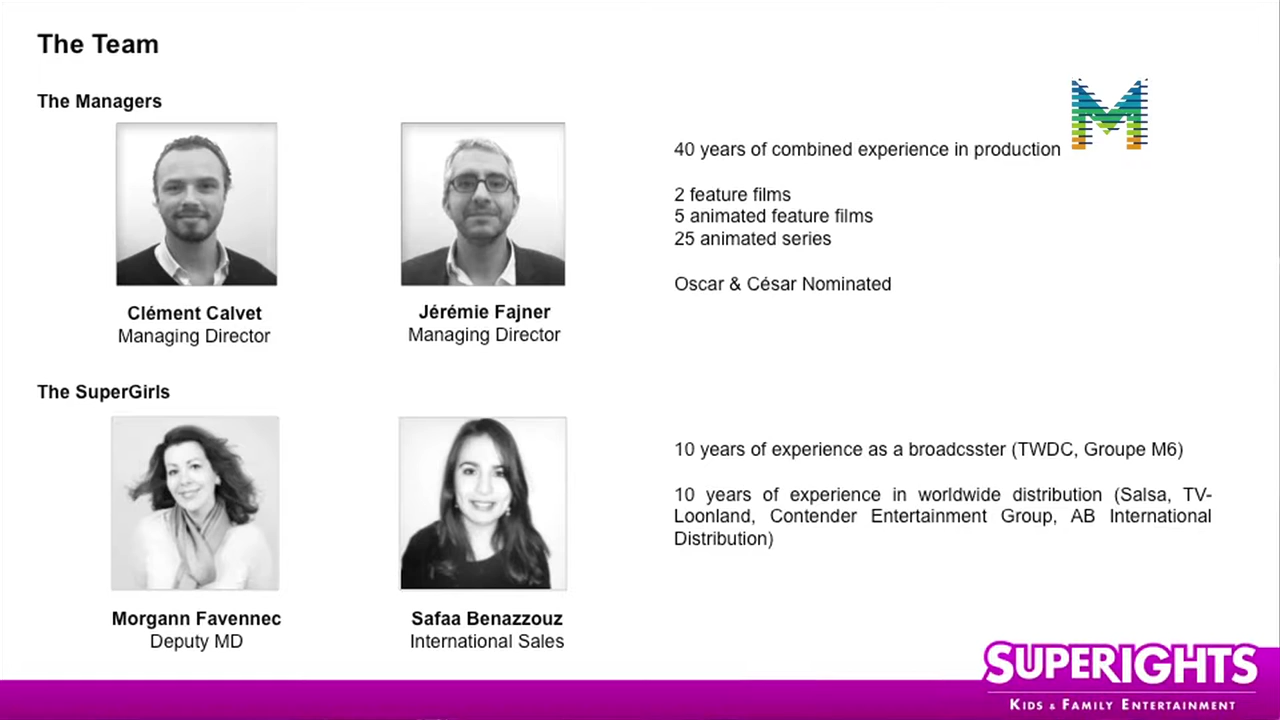 The Team
The Managers
40 years of combined experience in production
2 feature films
5 animated feature films
25 animated series
Oscar & César Nominated
Clément Calvet
Managing Director
Jérémie Fajner
Managing Director
The SuperGirls
10 years of experience as a broadcsster (TWDC, Groupe M6)
10 years of experience in worldwide distribution (Salsa, TV-
Loonland, Contender Entertainment Group, AB International
Distribution)
Morgann Favennec
Deputy MD
Safaa Benazzouz
International Sales
SUPERIGHTS
KIDS & FAMILY ENTERTAINMENT
M